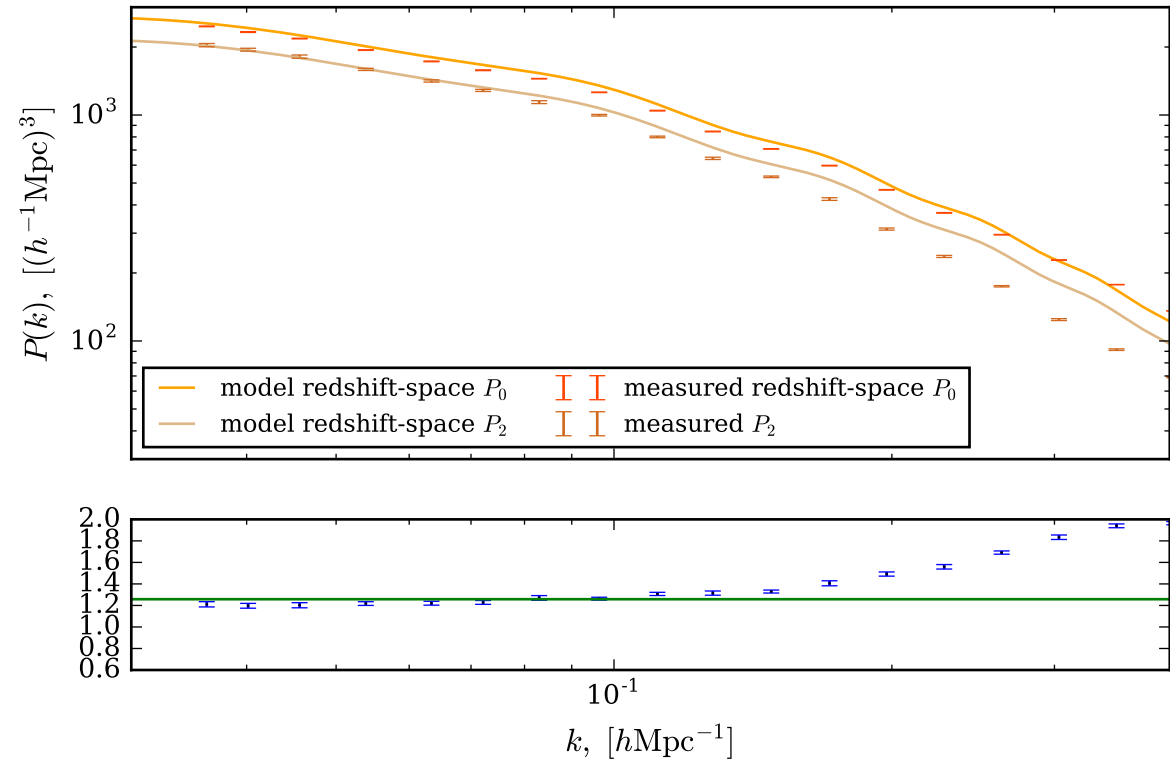 P(k), [(h⁻¹Mpc)³]
10³
10²
model redshift-space P₀
model redshift-space P₂
measured redshift-space P₀
measured P₂
2.0
1.8
1.6
1.4
1.2
1.0
0.8
0.6
10⁻¹
k, [hMpc⁻¹]